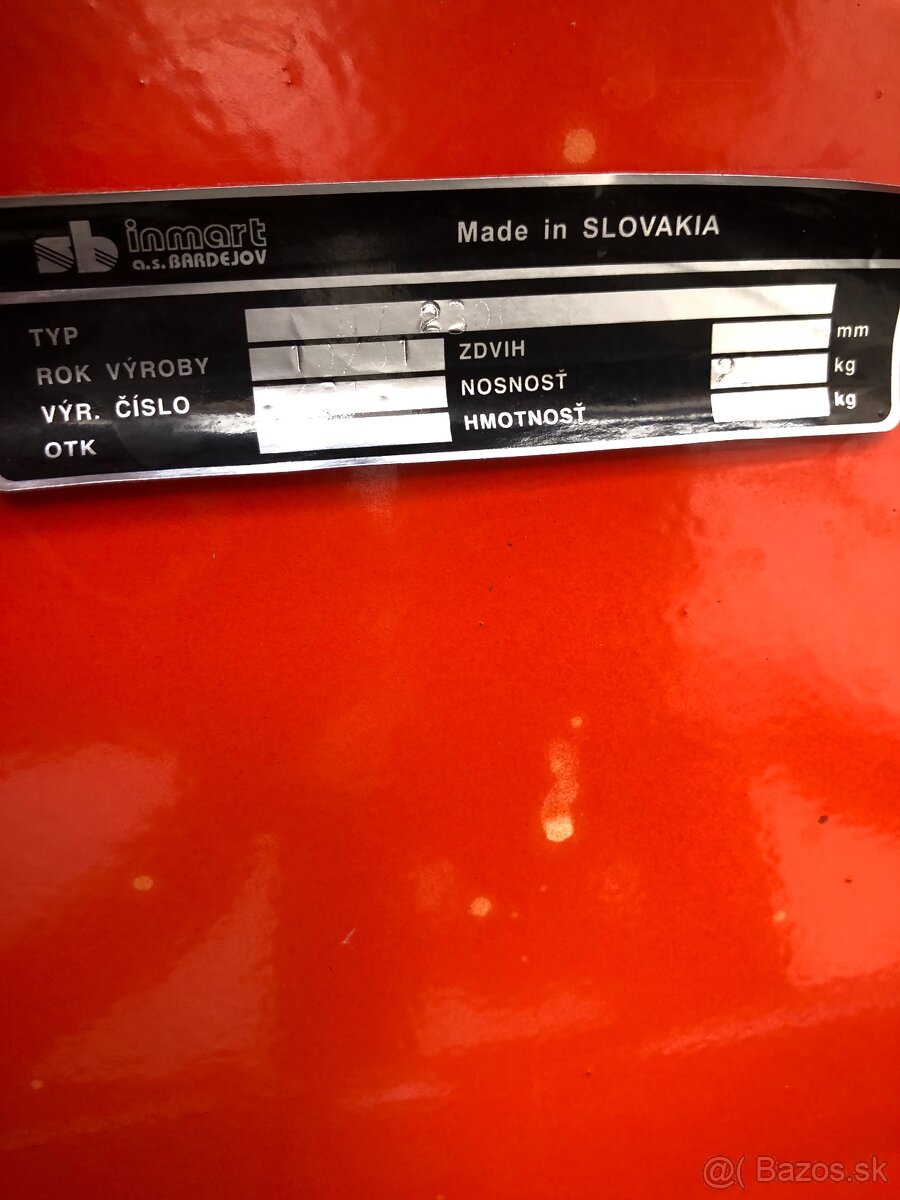 sb inmart
a.s. BARDEJOV
Made in SLOVAKIA
TYP
ROK VÝROBY
VÝR. ČÍSLO
OTK
ZDVIH mm
NOSNOSŤ kg
HMOTNOSŤ kg
@( Bazos.sk